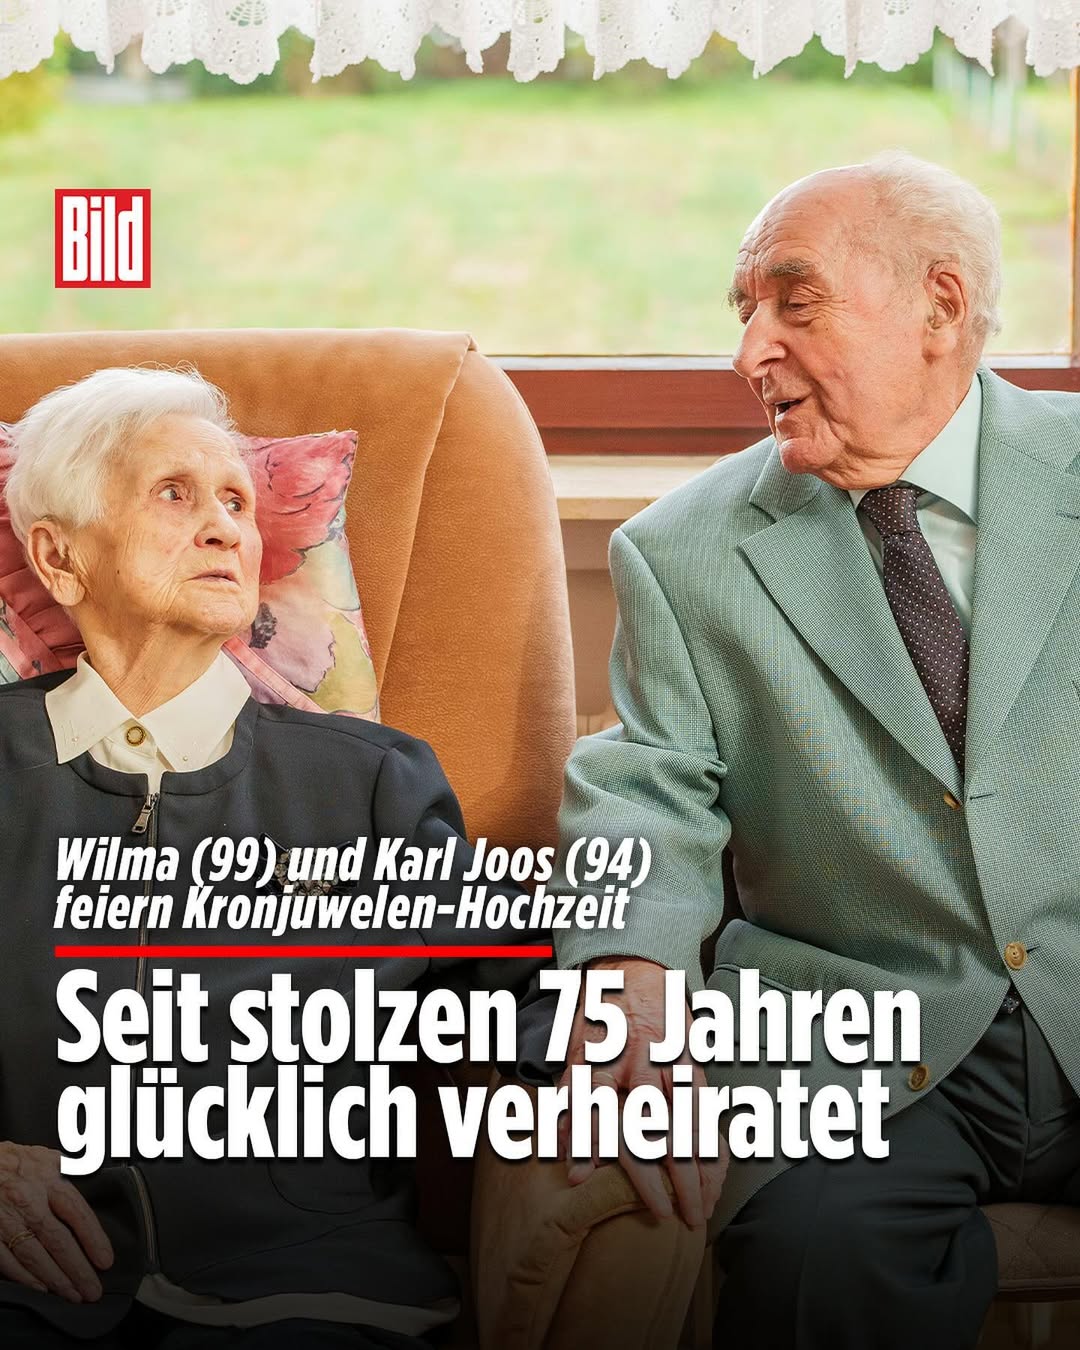 Bild
Wilma (99) und Karl Joos (94)
feiern Kronjuwelen-Hochzeit
Seit stolzen 75 Jahren
glücklich verheiratet